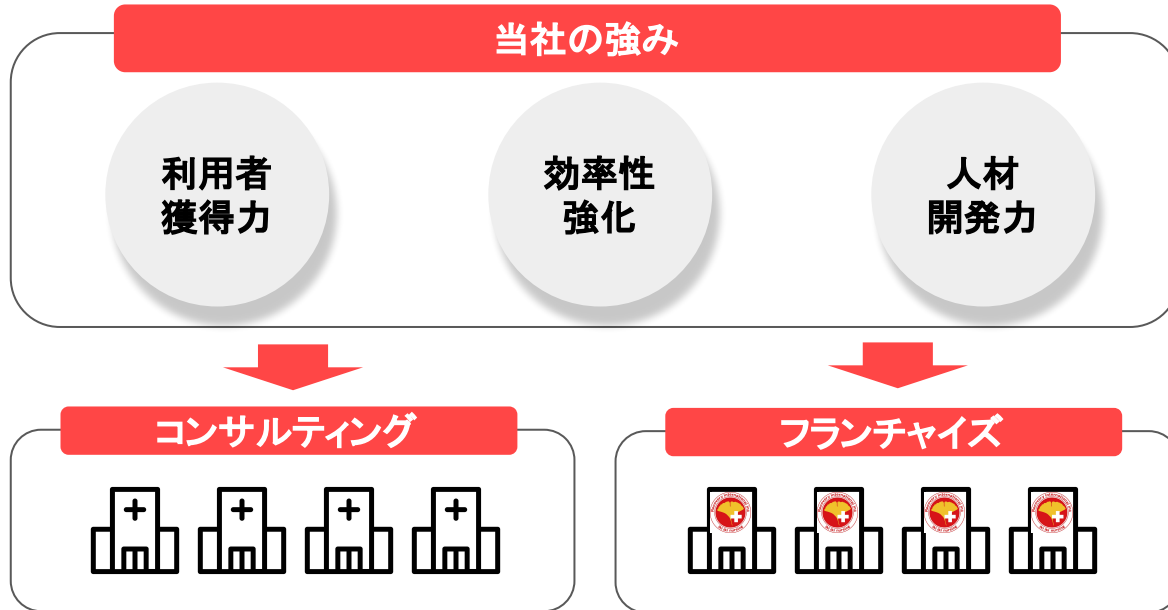 当社の強み
利用者
獲得力
効率性
強化
人材
開発力
コンサルティング
フランチャイズ